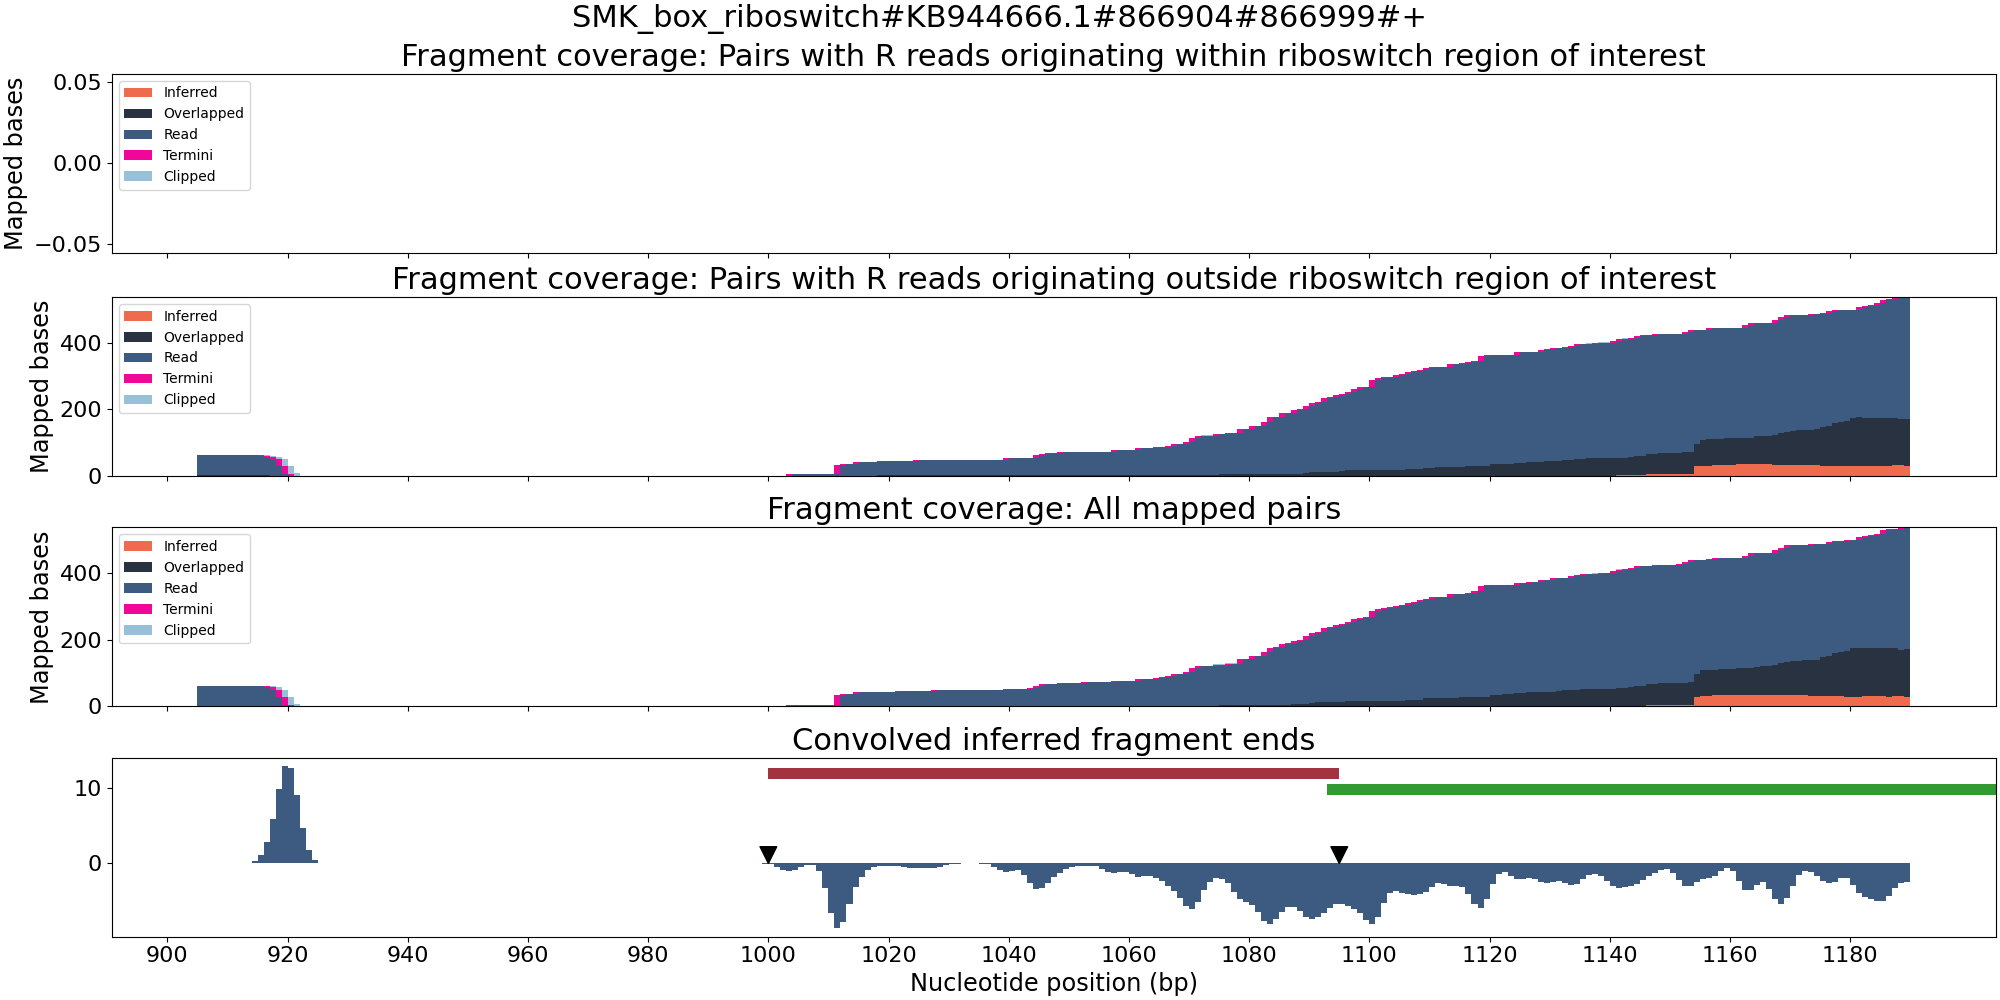 SMK_box_riboswitch#KB944666.1#866904#866999#+
Fragment coverage: Pairs with R reads originating within riboswitch region of interest
Mapped bases
0.05
0.00
−0.05
Inferred
Overlapped
Read
Termini
Clipped
Fragment coverage: Pairs with R reads originating outside riboswitch region of interest
Mapped bases
400
200
0
Inferred
Overlapped
Read
Termini
Clipped
Fragment coverage: All mapped pairs
Mapped bases
400
200
0
Inferred
Overlapped
Read
Termini
Clipped
Convolved inferred fragment ends
10
0
900 920 940 960 980 1000 1020 1040 1060 1080 1100 1120 1140 1160 1180
Nucleotide position (bp)